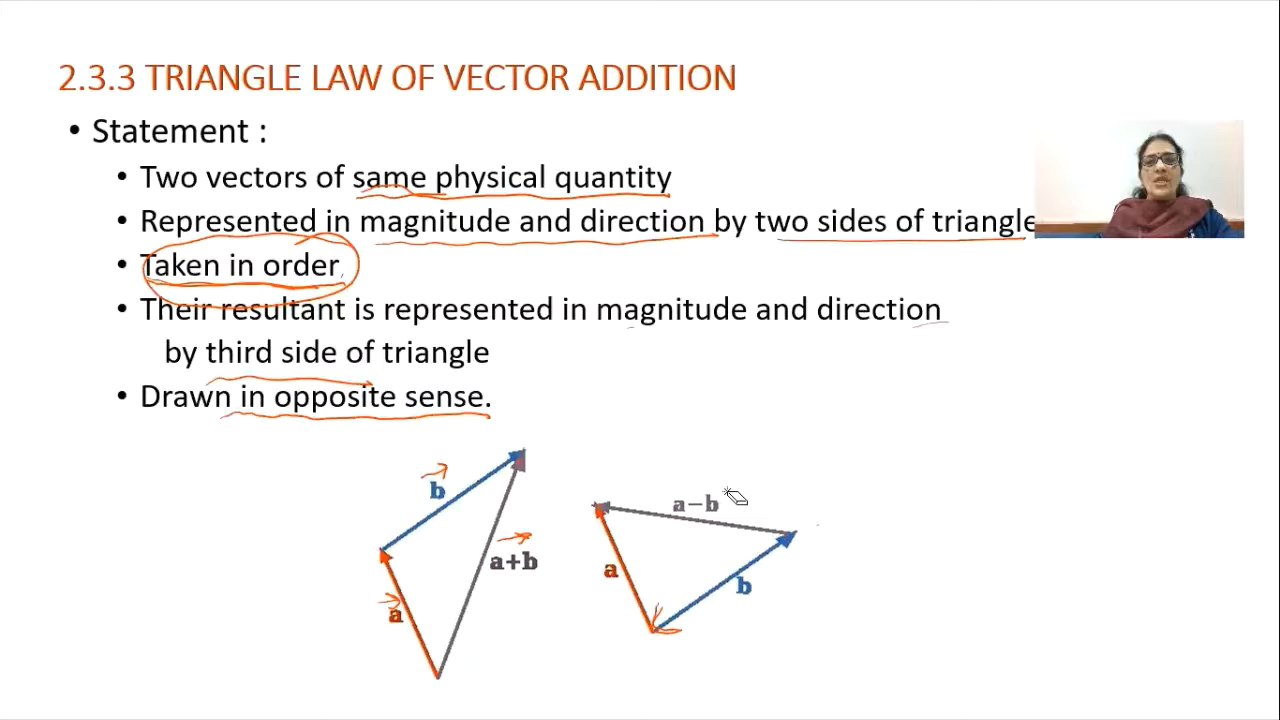 2.3.3 TRIANGLE LAW OF VECTOR ADDITION
• Statement :
• Two vectors of same physical quantity
• Represented in magnitude and direction by two sides of triangle
• Taken in order
• Their resultant is represented in magnitude and direction
by third side of triangle
• Drawn in opposite sense.
b
a+b
a
a−b
a
b